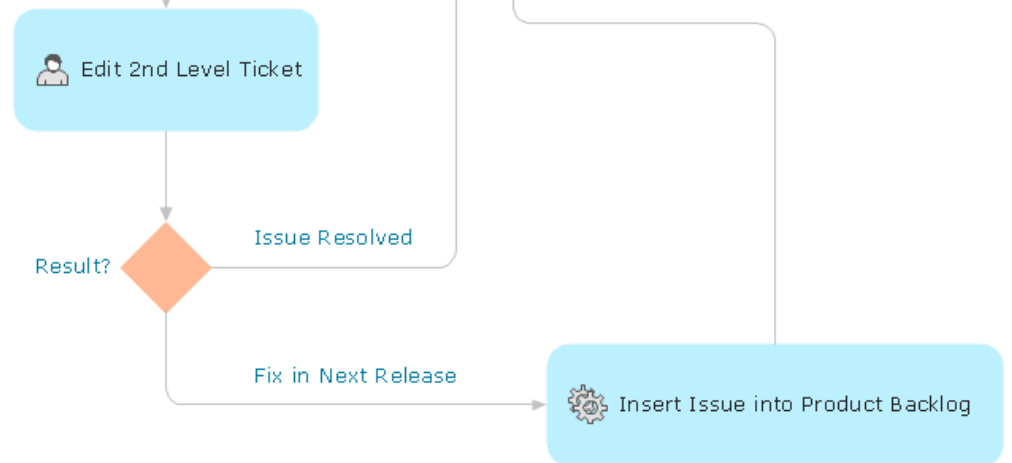 Edit 2nd Level Ticket
Issue Resolved
Result?
Fix in Next Release
Insert Issue into Product Backlog